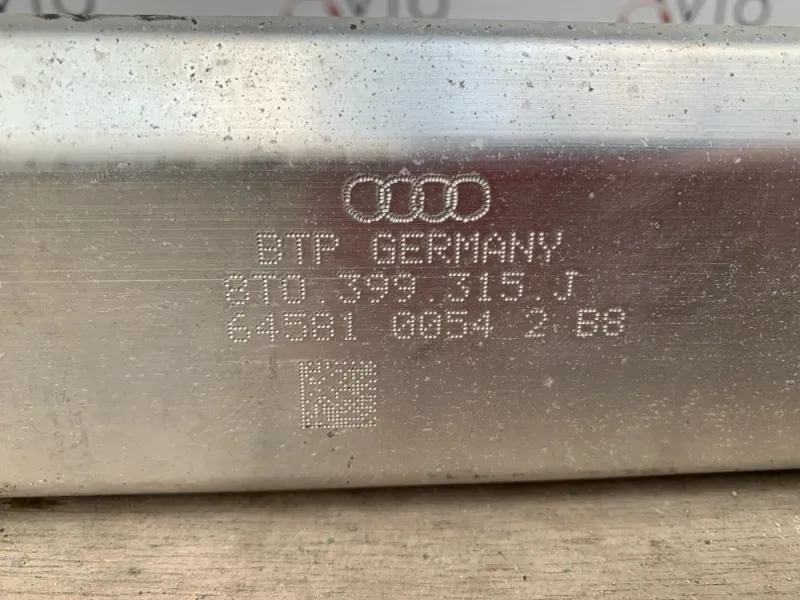 BTP GERMANY
8T0.399.315.J
64581 0054 2 B8